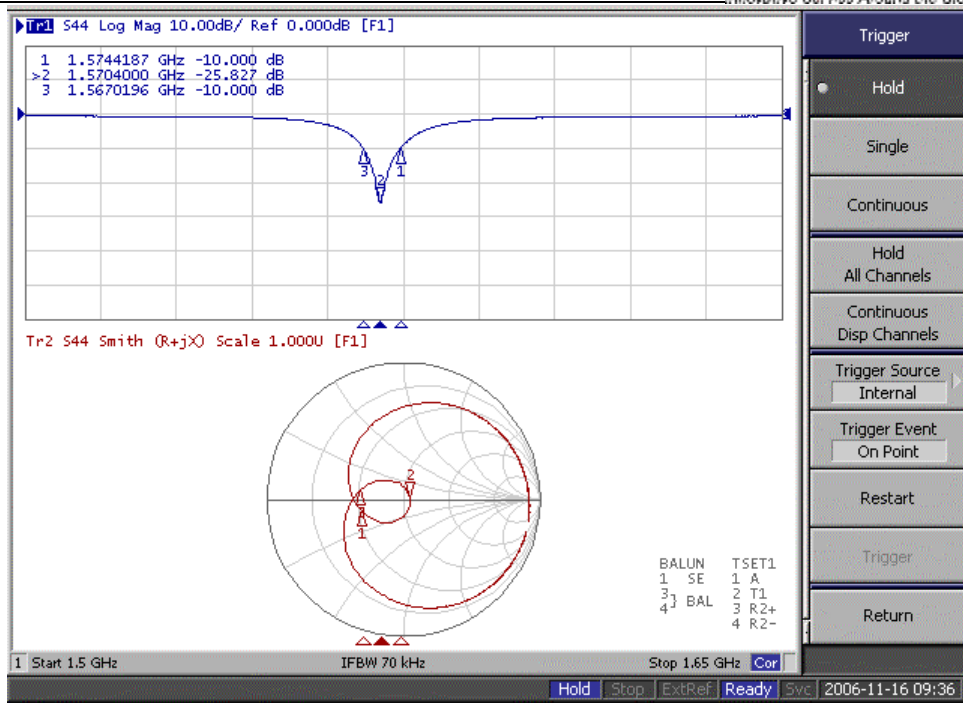 Tr1 S44 Log Mag 10.00dB/ Ref 0.000dB [F1]
1 1.5744187 GHz -10.000 dB
>2 1.5704000 GHz -25.827 dB
3 1.5670196 GHz -10.000 dB
3
2
1
Tr2 S44 Smith (R+jX) Scale 1.000U [F1]
2
1
BALUN TSET1
1 SE 1 A
3 2 T1
4} BAL 3 R2+
4 R2-
1 Start 1.5 GHz IFBW 70 kHz Stop 1.65 GHz Cor
Trigger
Hold
Single
Continuous
Hold
All Channels
Continuous
Disp Channels
Trigger Source
Internal
Trigger Event
On Point
Restart
Trigger
Return
Hold Stop ExtRef Ready Svc 2006-11-16 09:36